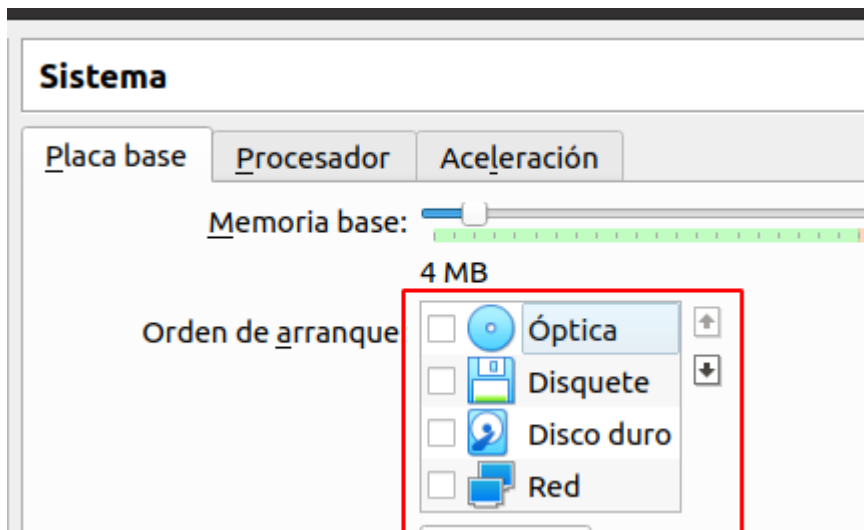 Sistema
Placa base
Procesador
Aceleración
Memoria base:
4 MB
Orden de arranque:
Óptica
Disquete
Disco duro
Red